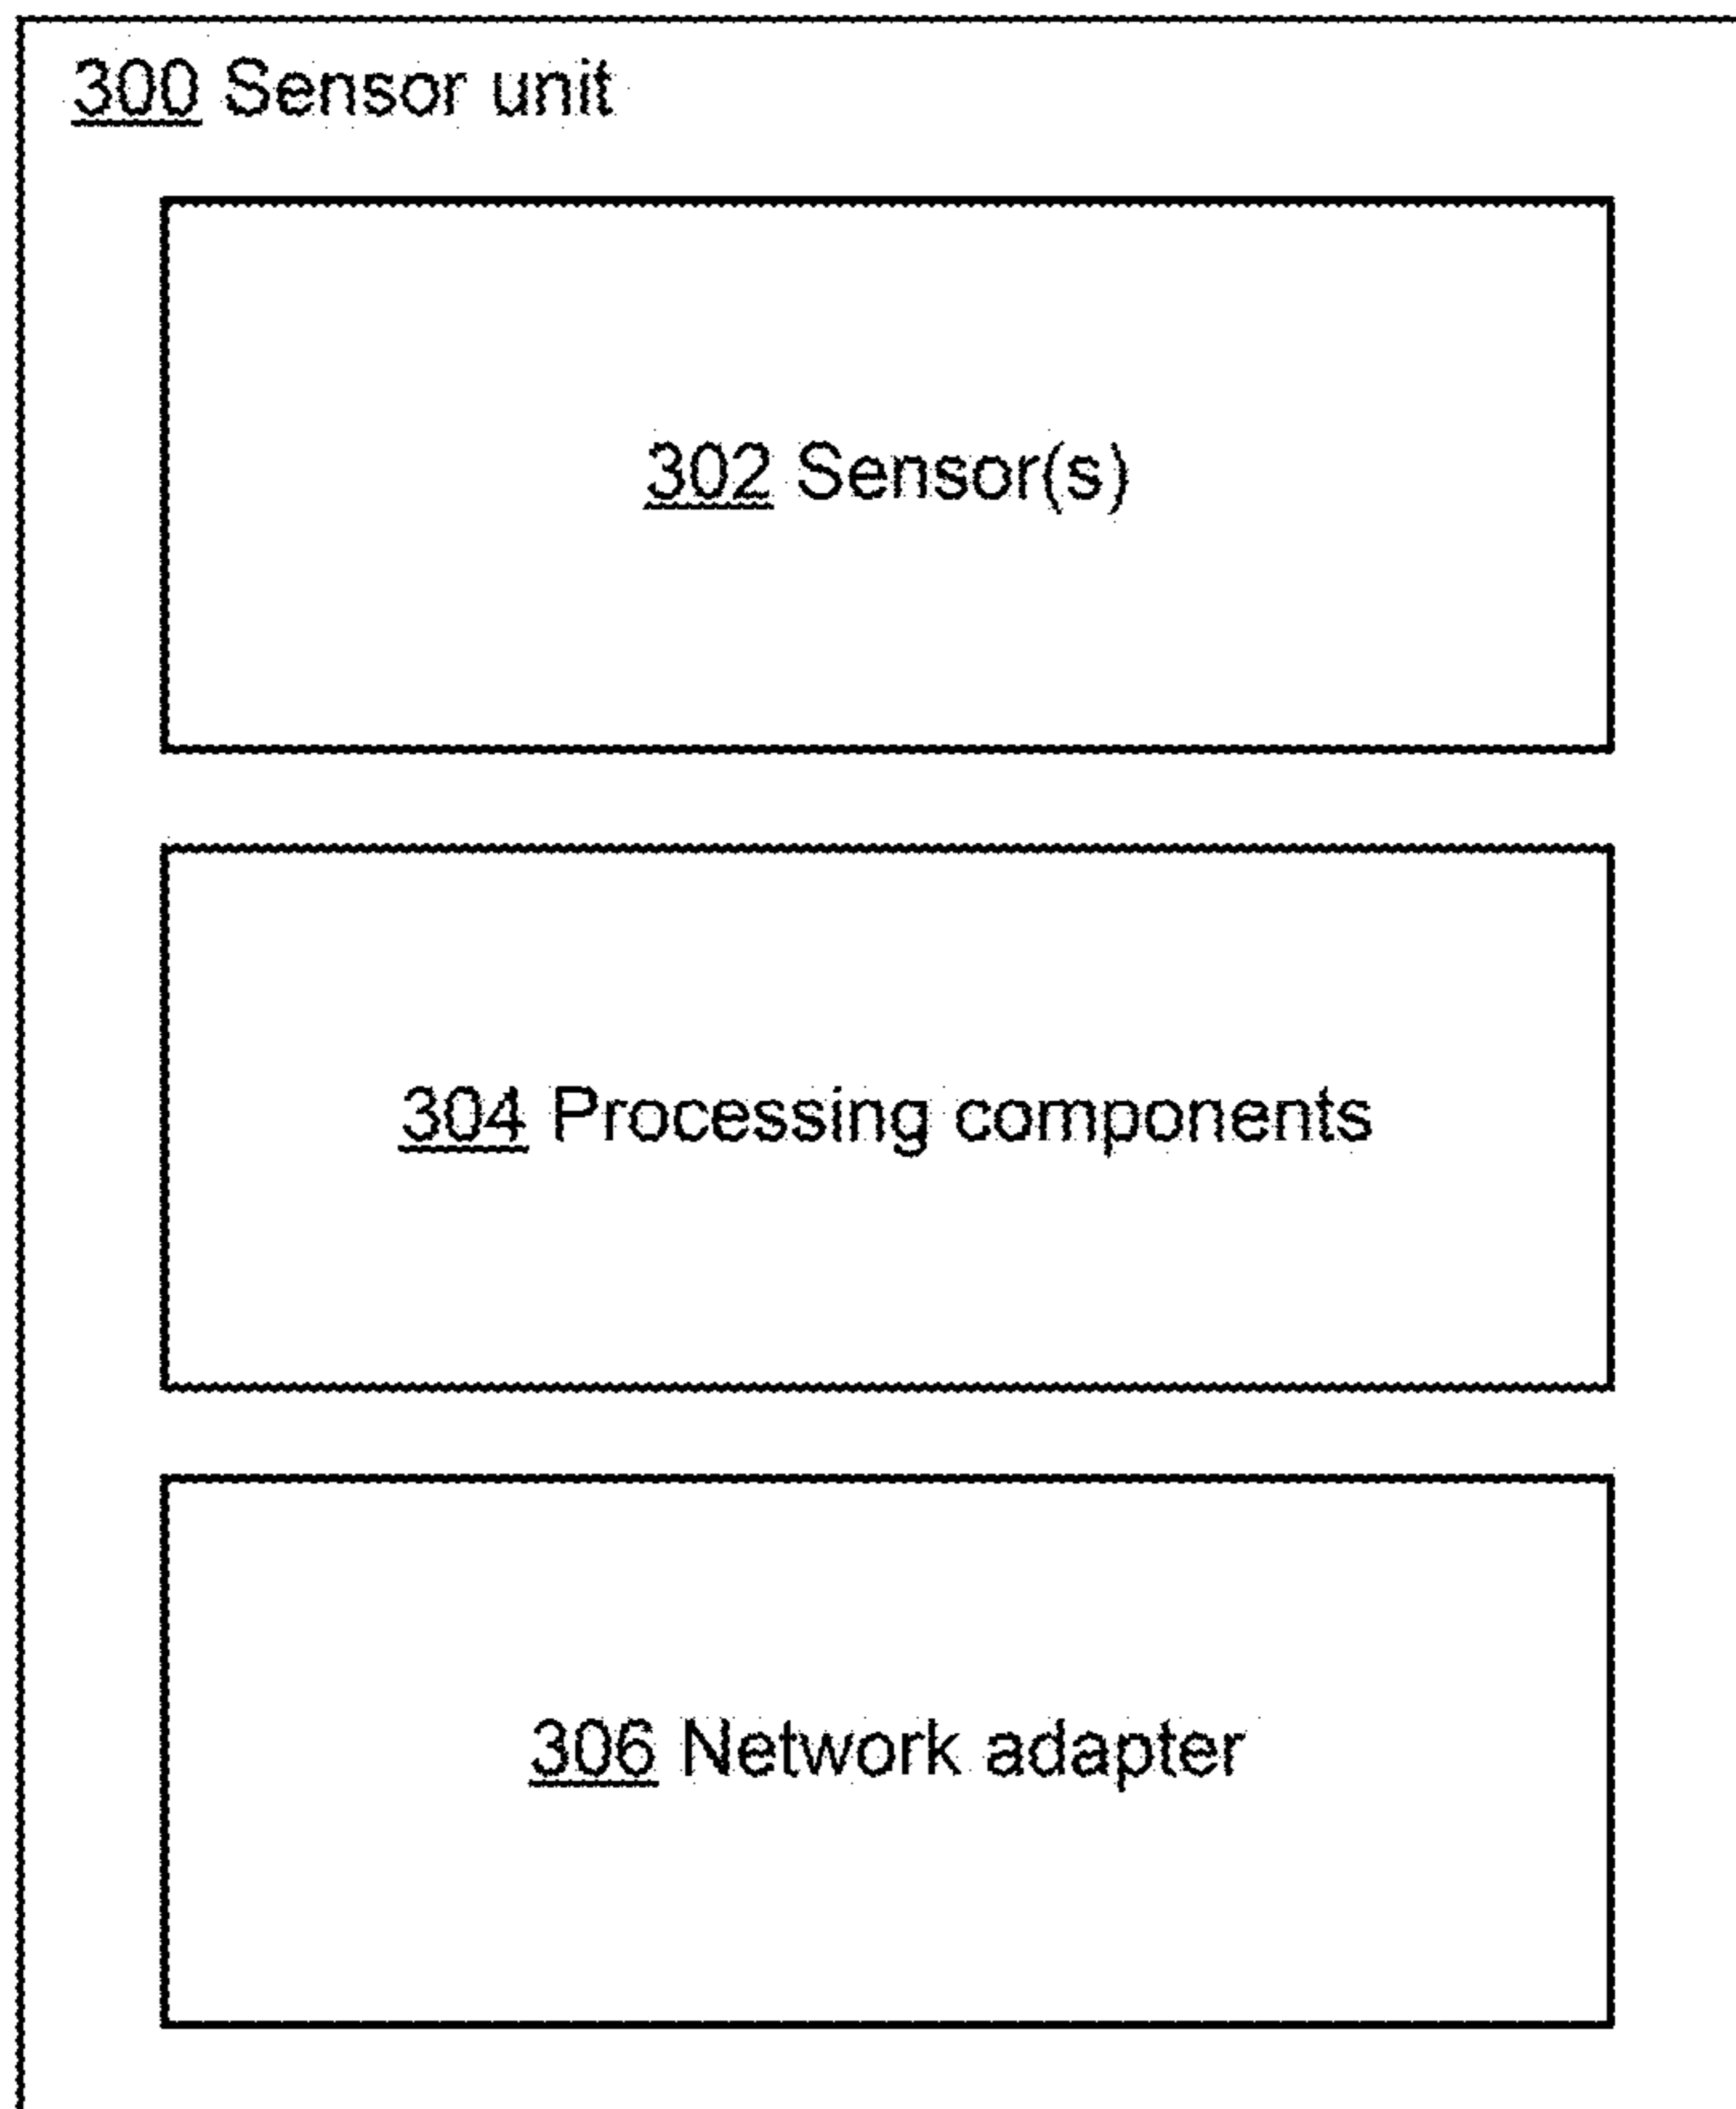 300 Sensor unit
302 Sensor(s)
304 Processing components
306 Network adapter